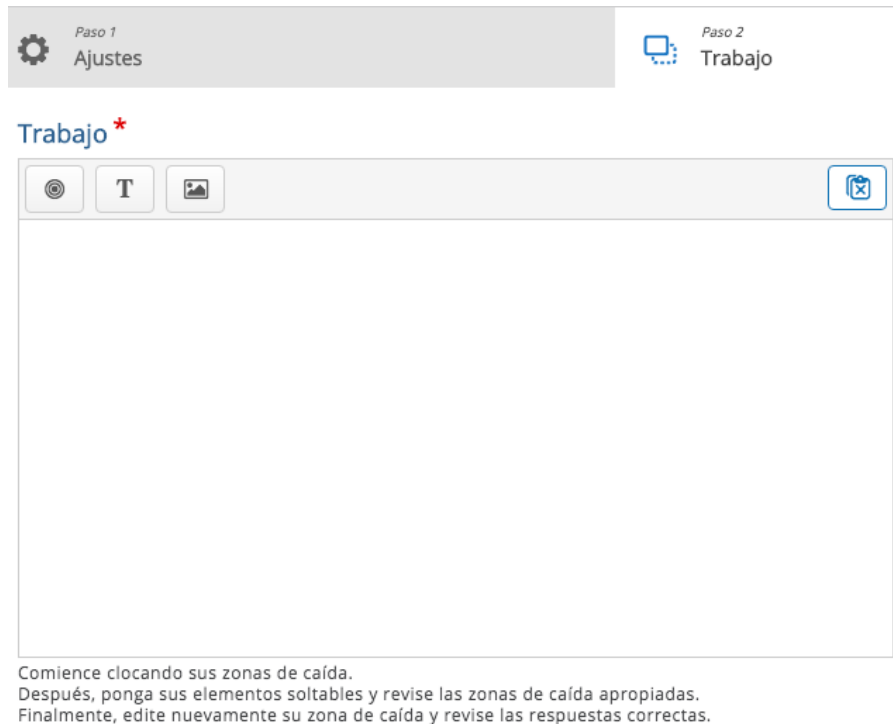 Paso 1
Ajustes
Paso 2
Trabajo
Trabajo *
T
Comience clocando sus zonas de caída.
Después, ponga sus elementos soltables y revise las zonas de caída apropiadas.
Finalmente, edite nuevamente su zona de caída y revise las respuestas correctas.